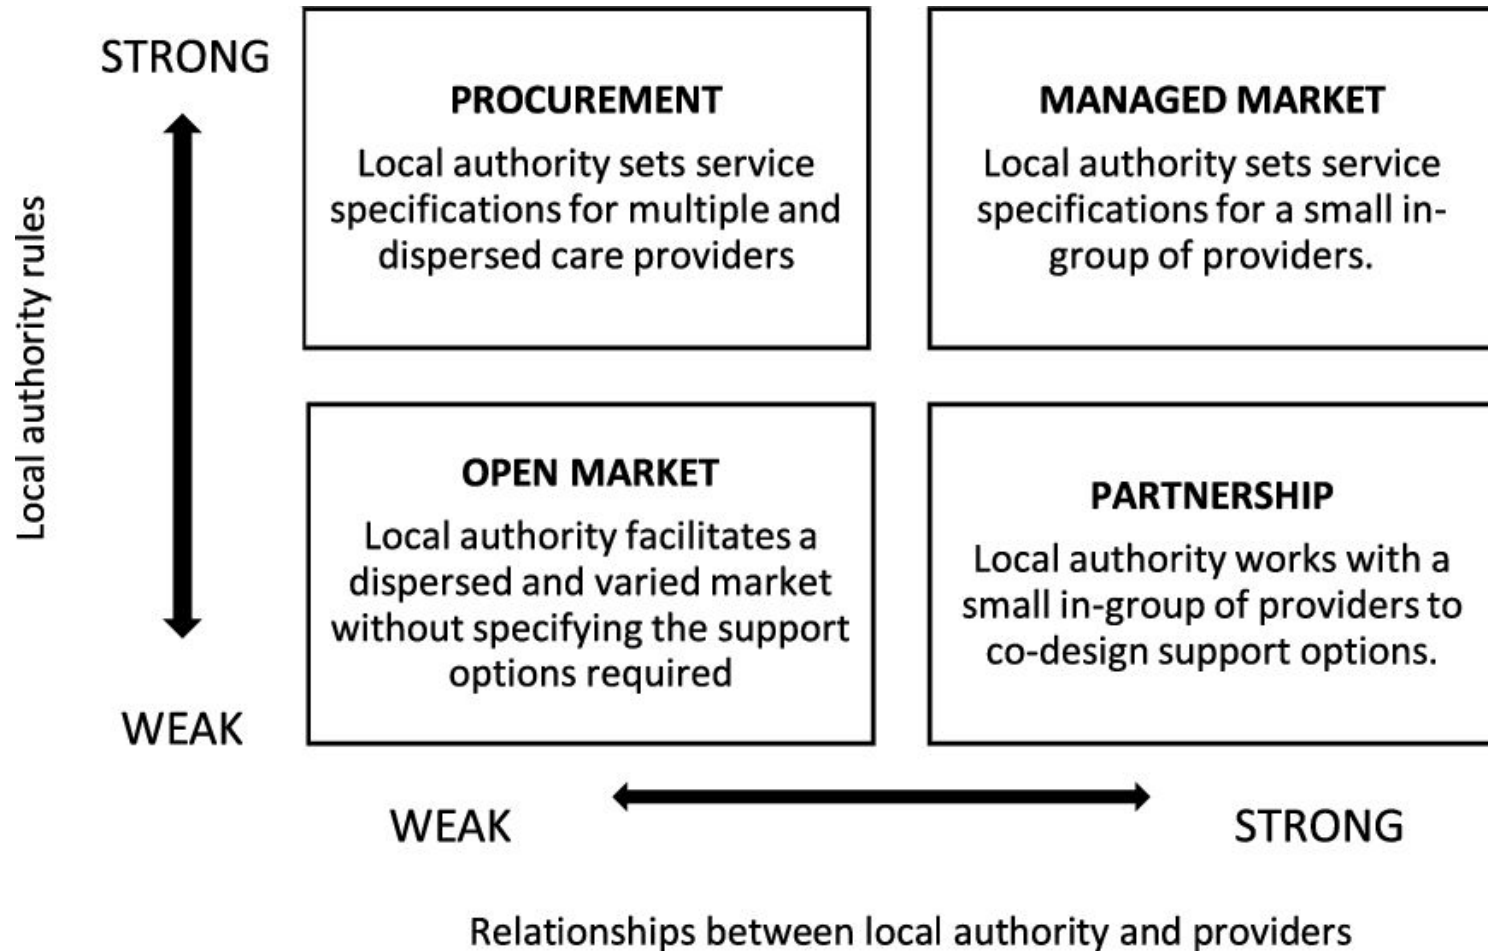 STRONG
PROCUREMENT
Local authority sets service
specifications for multiple and
dispersed care providers
MANAGED MARKET
Local authority sets service
specifications for a small in-
group of providers.
Local authority rules
OPEN MARKET
Local authority facilitates a
dispersed and varied market
without specifying the support
options required
PARTNERSHIP
Local authority works with a
small in-group of providers to
co-design support options.
WEAK
WEAK
STRONG
Relationships between local authority and providers